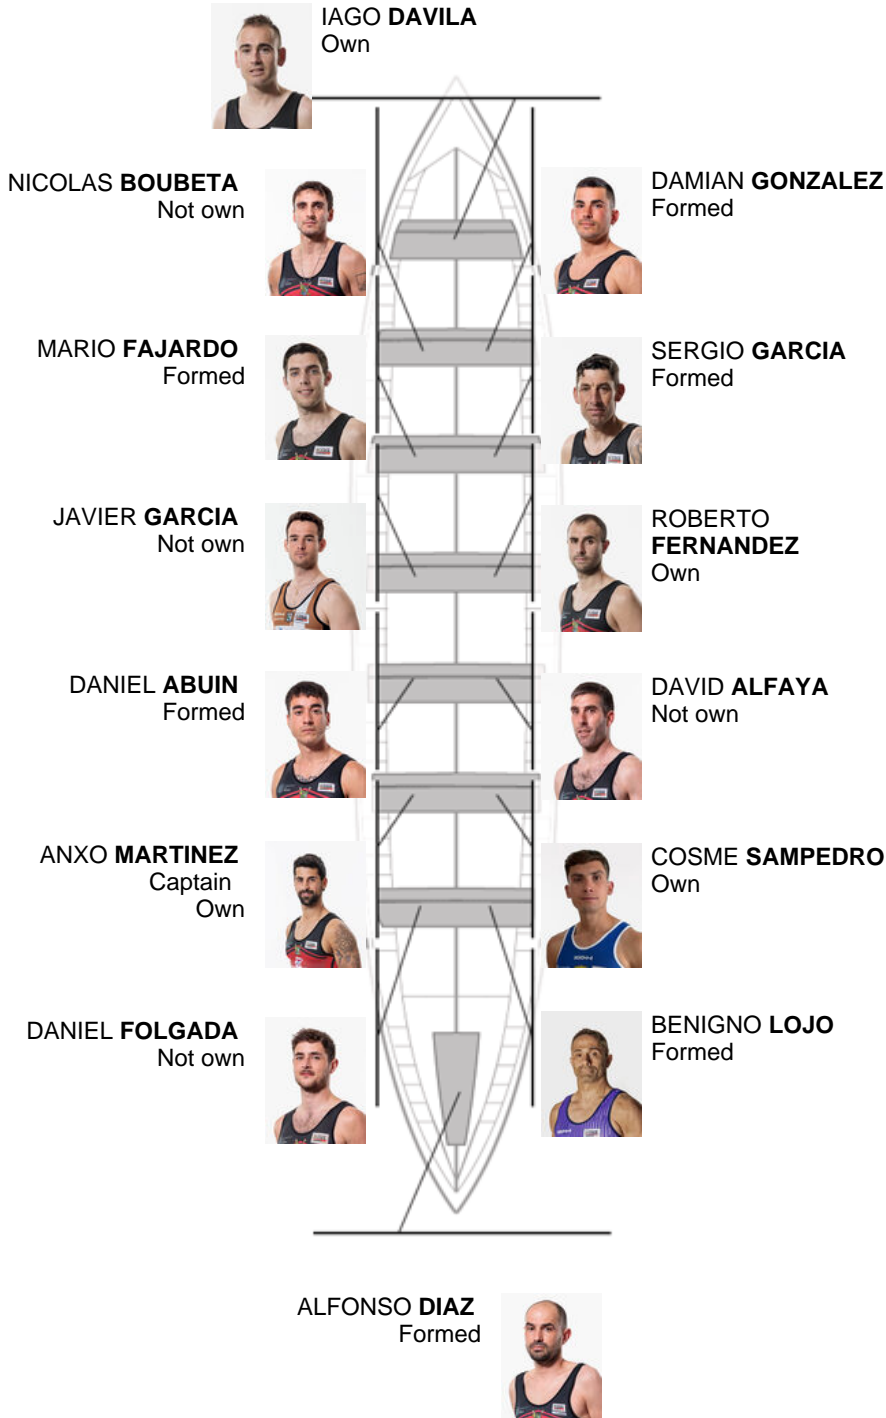 IAGO DAVILA
Own
NICOLAS BOUBETA
Not own
DAMIAN GONZALEZ
Formed
MARIO FAJARDO
Formed
SERGIO GARCIA
Formed
JAVIER GARCIA
Not own
ROBERTO
FERNANDEZ
Own
DANIEL ABUIN
Formed
DAVID ALFAYA
Not own
ANXO MARTINEZ
Captain
Own
COSME SAMPEDRO
Own
DANIEL FOLGADA
Not own
BENIGNO LOJO
Formed
ALFONSO DIAZ
Formed